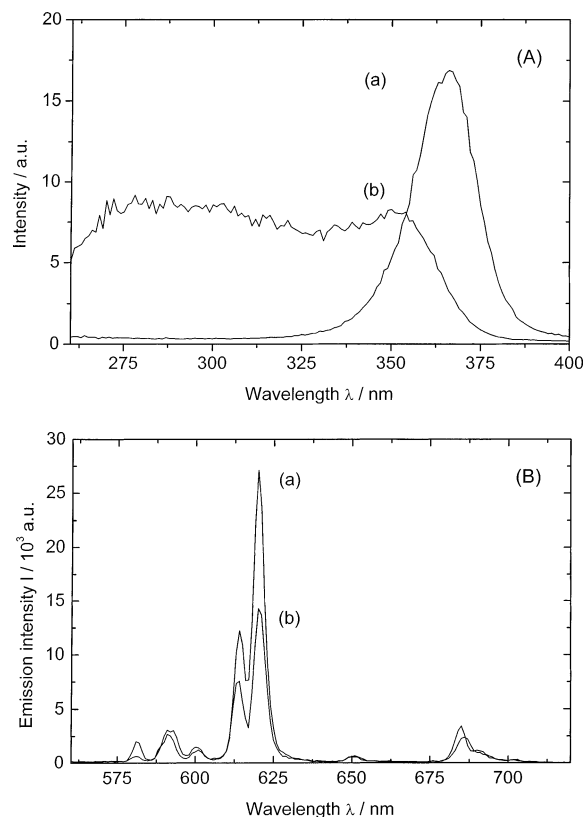 20
15
10
5
0
Intensity / a.u.
(A)
(a)
(b)
275 300 325 350 375 400
Wavelength λ / nm
30
25
20
15
10
5
0
Emission intensity I / 10³ a.u.
(B)
(a)
(b)
575 600 625 650 675 700
Wavelength λ / nm